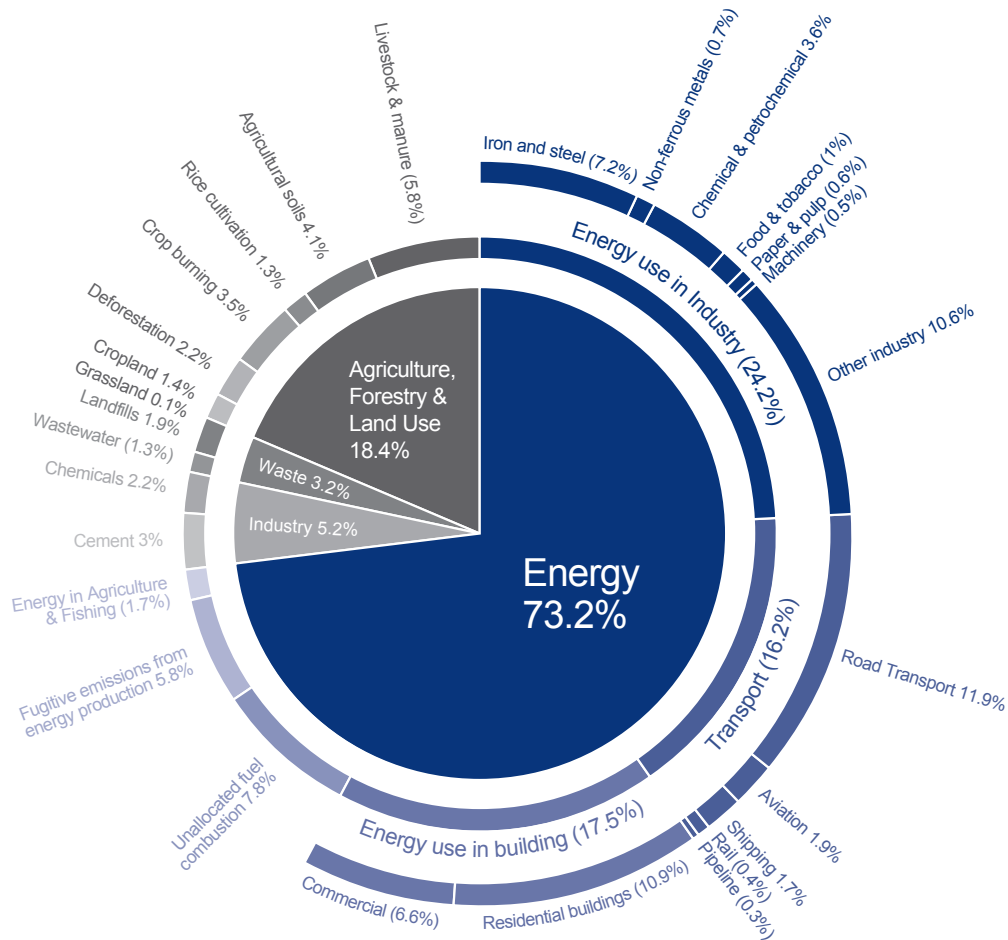 Livestock & manure (5.8%)
Agricultural soils 4.1%
Rice cultivation 1.3%
Crop burning 3.5%
Deforestation 2.2%
Cropland 1.4%
Grassland 0.1%
Landfills 1.9%
Wastewater (1.3%)
Chemicals 2.2%
Cement 3%
Energy in Agriculture
& Fishing (1.7%)
Fugitive emissions from
energy production 5.8%
Unallocated fuel
combustion 7.8%
Iron and steel (7.2%)
Non-ferrous metals (0.7%)
Chemical & petrochemical 3.6%
Food & tobacco (1%)
Paper & pulp (0.6%)
Machinery (0.5%)
Other industry 10.6%
Energy use in Industry (24.2%)
Agriculture,
Forestry &
Land Use
18.4%
Waste 3.2%
Industry 5.2%
Energy
73.2%
Transport (16.2%)
Road Transport 11.9%
Aviation 1.9%
Shipping 1.7%
Rail (0.4%)
Pipeline (0.3%)
Energy use in building (17.5%)
Residential buildings (10.9%)
Commercial (6.6%)